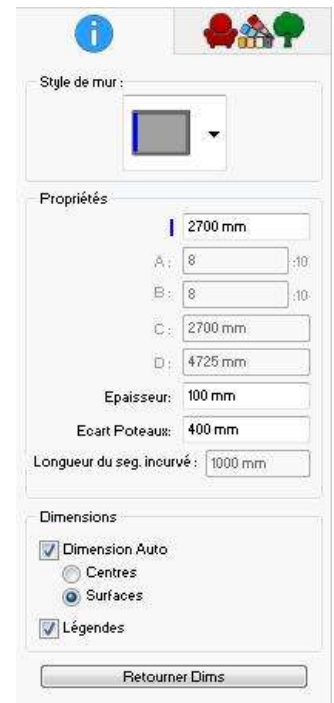 Style de mur :
Propriétés
2700 mm
A : 8 :10
B : 8 :10
C : 2700 mm
D : 4725 mm
Epaisseur: 100 mm
Ecart Poteaux: 400 mm
Longueur du seg. incurvé : 1000 mm
Dimensions
Dimension Auto
Centres
Surfaces
Légendes
Retourner Dims